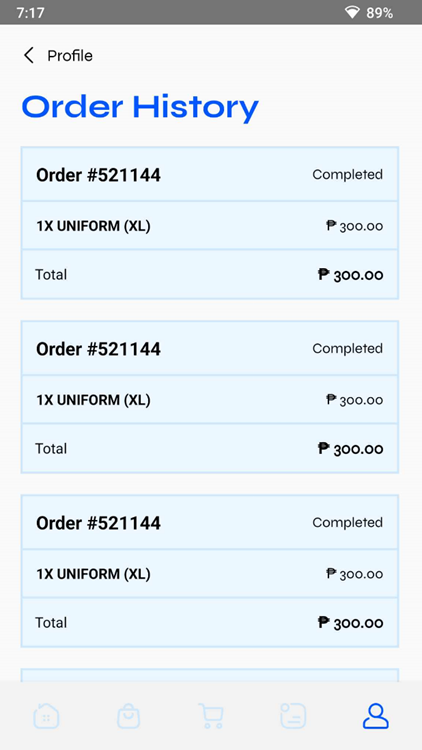 7:17 89%
Profile
Order History
Order #521144 Completed
1X UNIFORM (XL) ₱ 300.00
Total ₱ 300.00
Order #521144 Completed
1X UNIFORM (XL) ₱ 300.00
Total ₱ 300.00
Order #521144 Completed
1X UNIFORM (XL) ₱ 300.00
Total ₱ 300.00